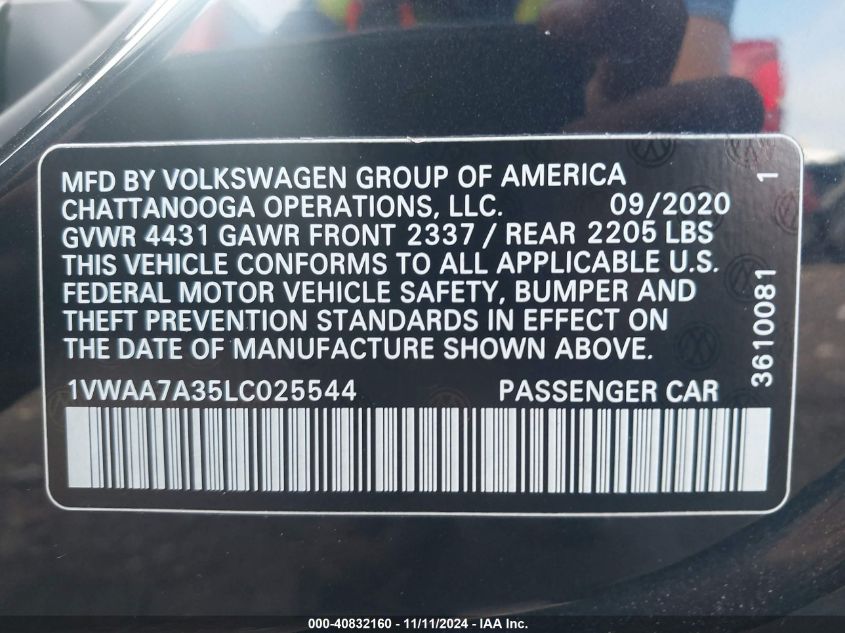 MFD BY VOLKSWAGEN GROUP OF AMERICA
CHATTANOOGA OPERATIONS, LLC. 09/2020
GVWR 4431 GAWR FRONT 2337 / REAR 2205 LBS
THIS VEHICLE CONFORMS TO ALL APPLICABLE U.S.
FEDERAL MOTOR VEHICLE SAFETY, BUMPER AND
THEFT PREVENTION STANDARDS IN EFFECT ON
THE DATE OF MANUFACTURE SHOWN ABOVE.
1VWAA7A35LC025544 PASSENGER CAR
3610081 1
000-40832160 - 11/11/2024 - IAA Inc.